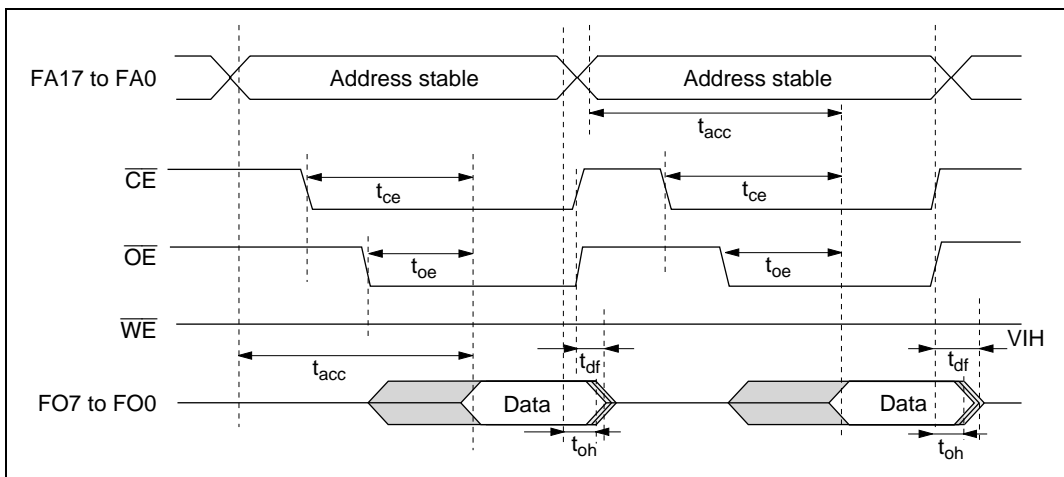 FA17 to FA0
Address stable
Address stable
tacc
CE
tce
tce
OE
toe
toe
WE
VIH
tacc
tdf
tdf
FO7 to FO0
Data
Data
toh
toh